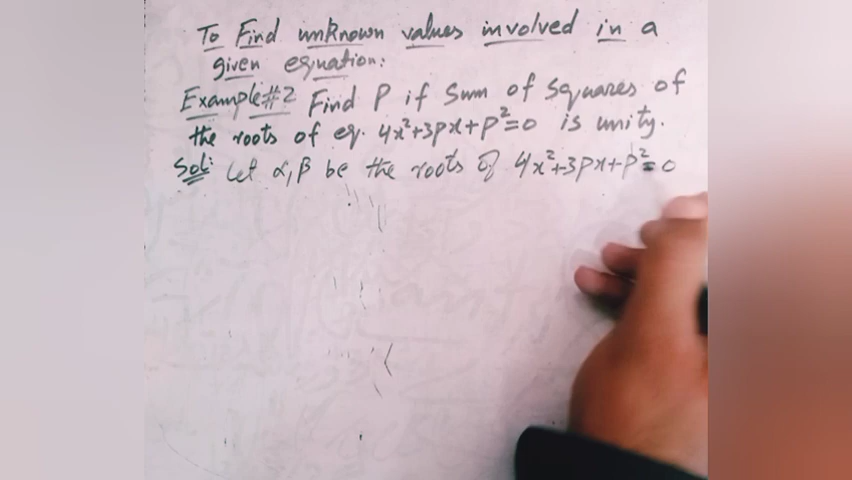 To Find unknown values involved in a
given equation:
Example#2 Find P if Sum of Squares of
the roots of eq. 4x²+3px+p²=0 is unity.
Sol: Let α,β be the roots of 4x²+3px+p²=0